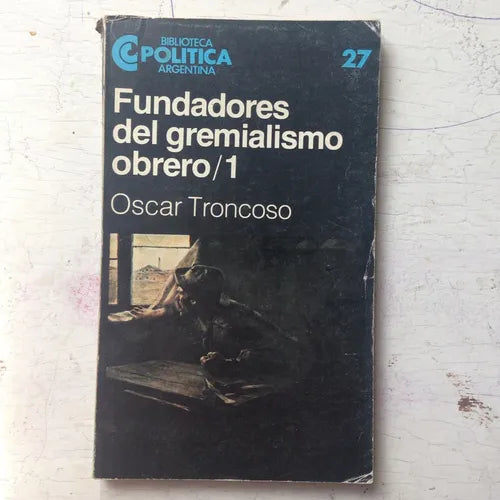 BIBLIOTECA
POLITICA
ARGENTINA
27
Fundadores
del gremialismo
obrero/1
Oscar Troncoso